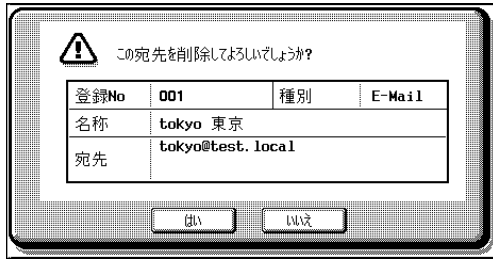 この宛先を削除してよろしいでしょうか?
登録No 001 種別 E-Mail
名称 tokyo 東京
宛先 tokyo@test.local
はい いいえ